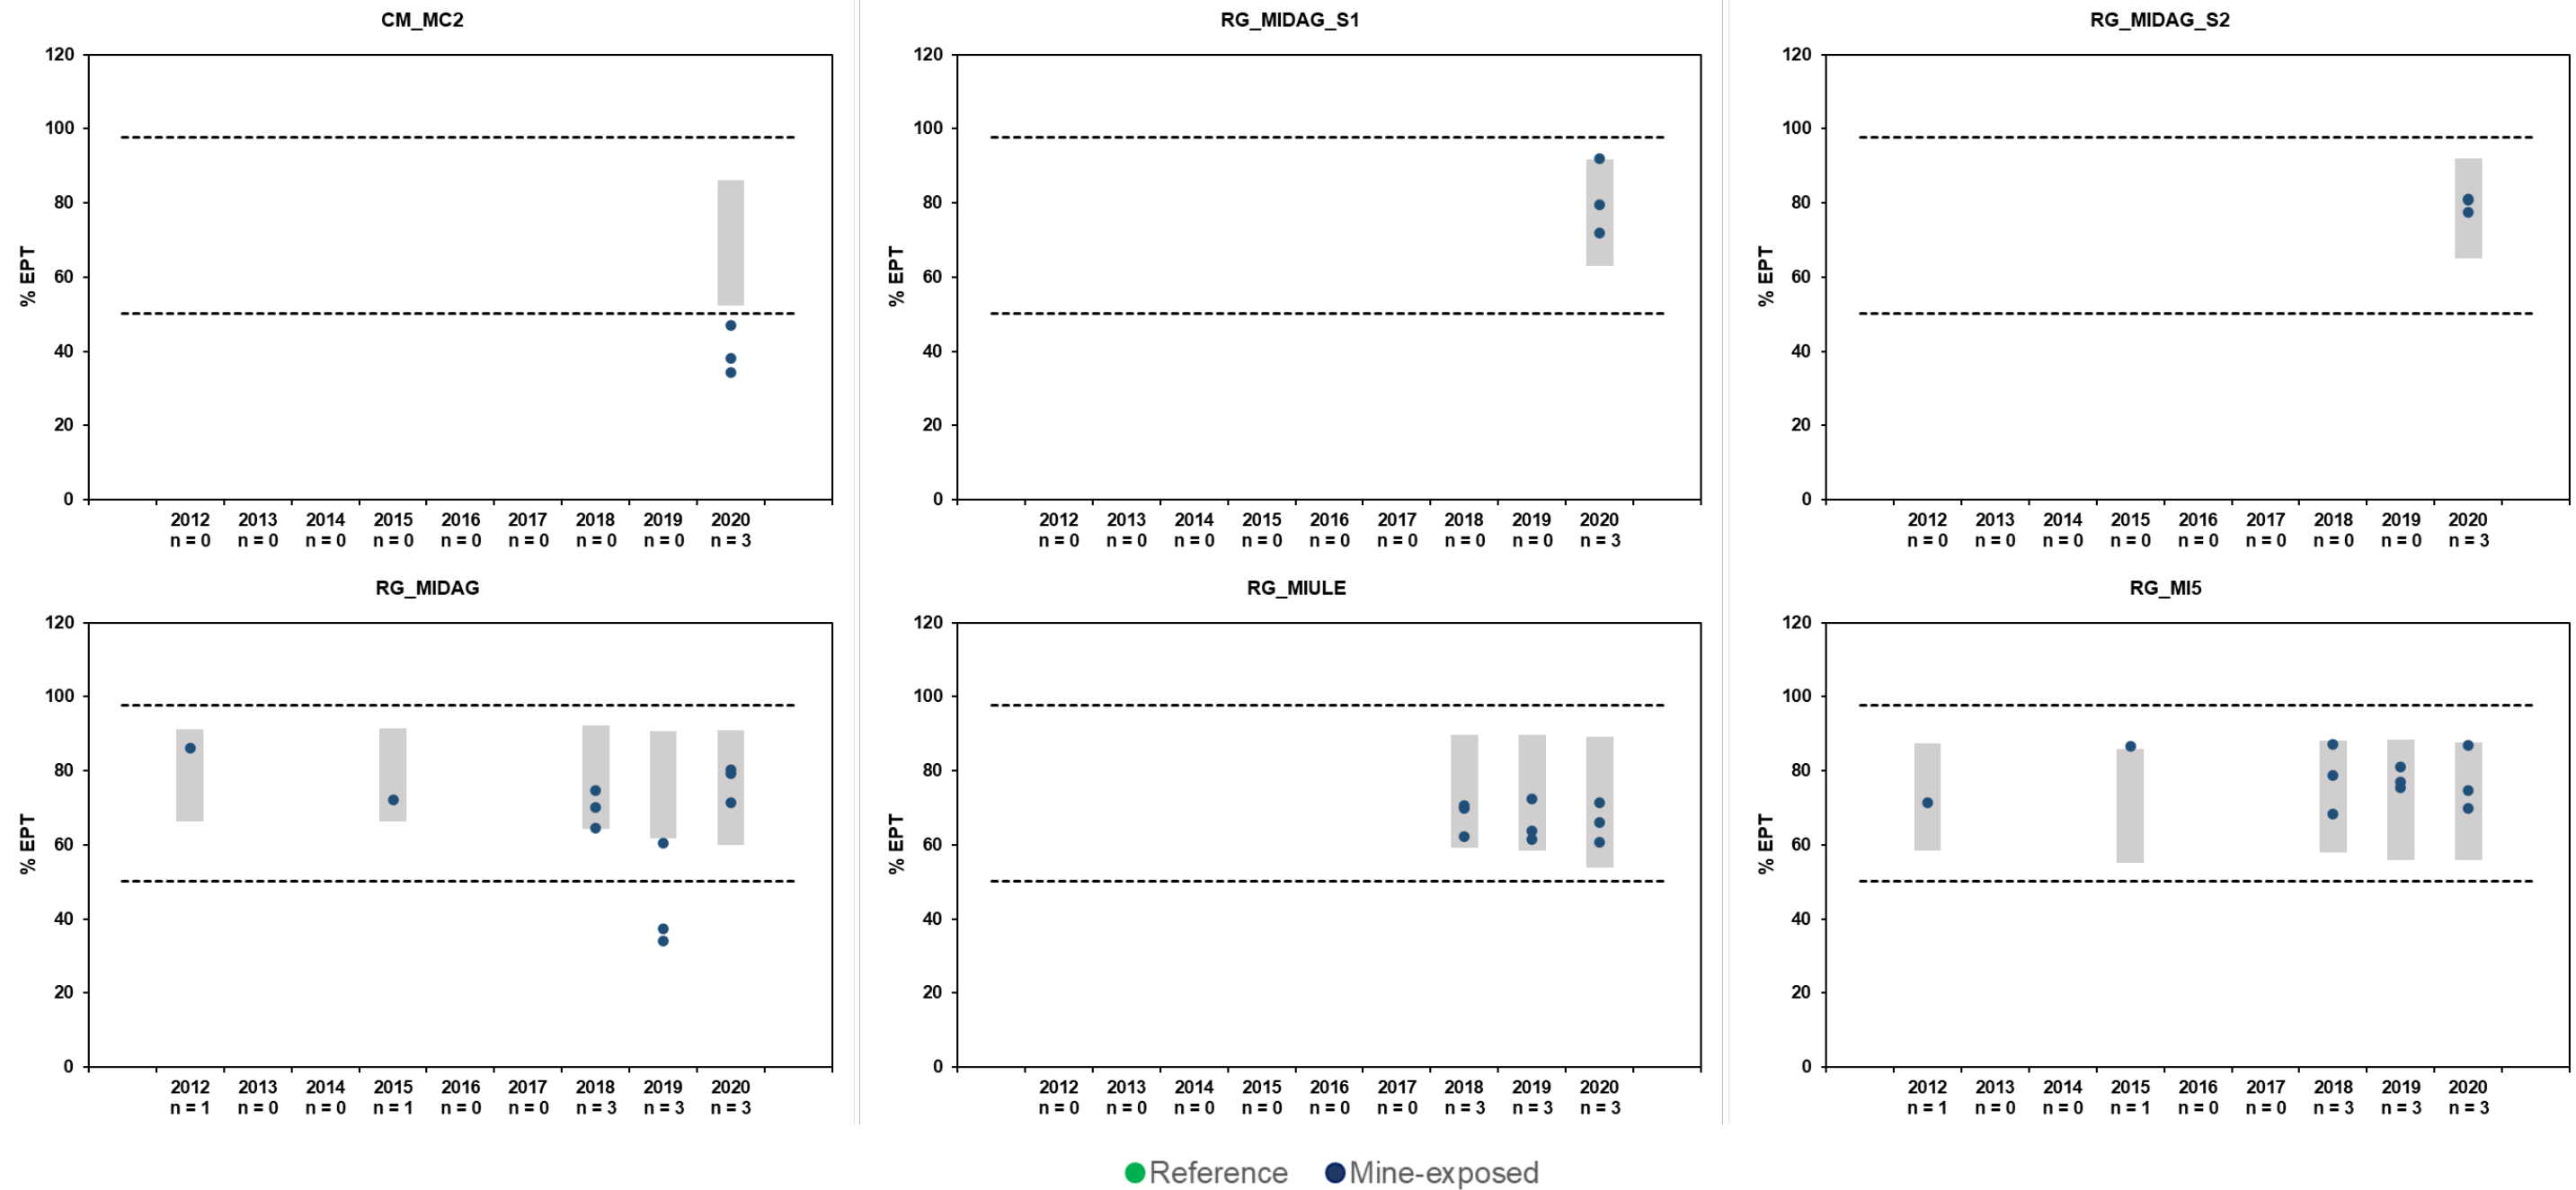 CM_MC2
RG_MIDAG_S1
RG_MIDAG_S2
120
100
80
60
40
20
0
% EPT
2012 2013 2014 2015 2016 2017 2018 2019 2020
n = 0 n = 0 n = 0 n = 0 n = 0 n = 0 n = 0 n = 0 n = 3
120
100
80
60
40
20
0
% EPT
2012 2013 2014 2015 2016 2017 2018 2019 2020
n = 0 n = 0 n = 0 n = 0 n = 0 n = 0 n = 0 n = 0 n = 3
120
100
80
60
40
20
0
% EPT
2012 2013 2014 2015 2016 2017 2018 2019 2020
n = 0 n = 0 n = 0 n = 0 n = 0 n = 0 n = 0 n = 0 n = 3
RG_MIDAG
RG_MIULE
RG_MI5
120
100
80
60
40
20
0
% EPT
2012 2013 2014 2015 2016 2017 2018 2019 2020
n = 1 n = 0 n = 0 n = 1 n = 0 n = 0 n = 3 n = 3 n = 3
120
100
80
60
40
20
0
% EPT
2012 2013 2014 2015 2016 2017 2018 2019 2020
n = 0 n = 0 n = 0 n = 0 n = 0 n = 0 n = 3 n = 3 n = 3
120
100
80
60
40
20
0
% EPT
2012 2013 2014 2015 2016 2017 2018 2019 2020
n = 1 n = 0 n = 0 n = 1 n = 0 n = 0 n = 3 n = 3 n = 3
Reference Mine-exposed